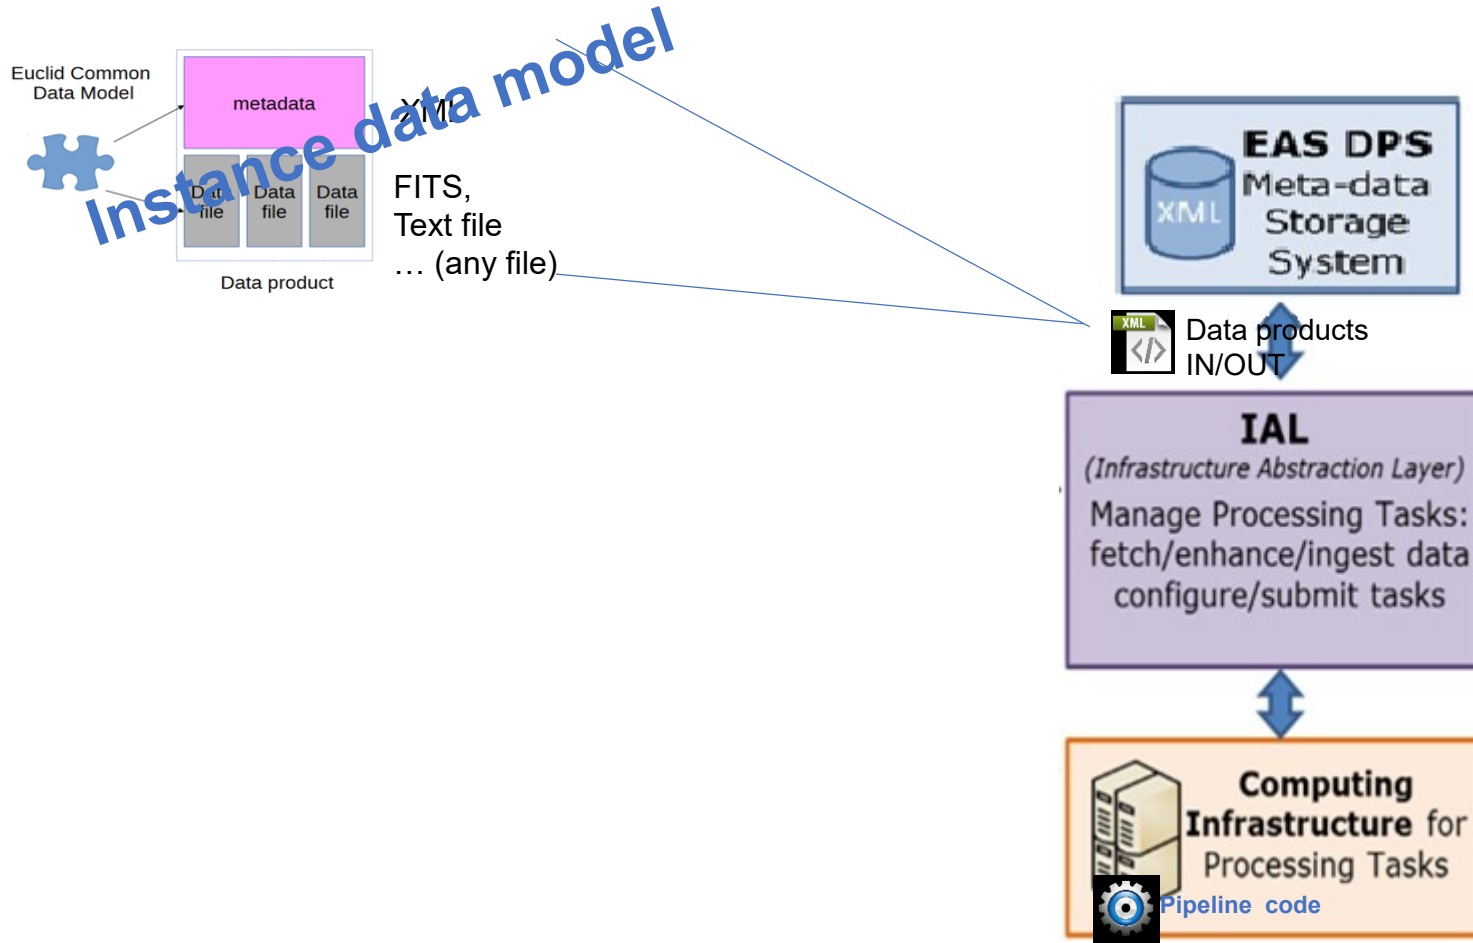 Instance data model
Euclid Common
Data Model
metadata
XML
Data
file
Data
file
Data
file
FITS,
Text file
… (any file)
Data product
EAS DPS
Meta-data
Storage
System
XML
XML
</>
Data products
IN/OUT
IAL
(Infrastructure Abstraction Layer)
Manage Processing Tasks:
fetch/enhance/ingest data
configure/submit tasks
Computing
Infrastructure for
Processing Tasks
Pipeline code